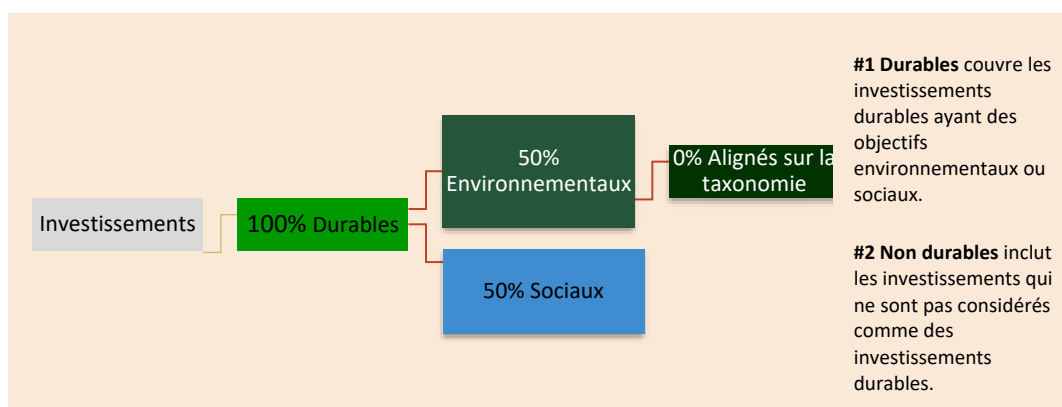 Investissements
100% Durables
50%
Environnementaux
0% Alignés sur la
taxonomie
50% Sociaux
#1 Durables couvre les
investissements
durables ayant des
objectifs
environnementaux ou
sociaux.
#2 Non durables inclut
les investissements qui
ne sont pas considérés
comme des
investissements
durables.